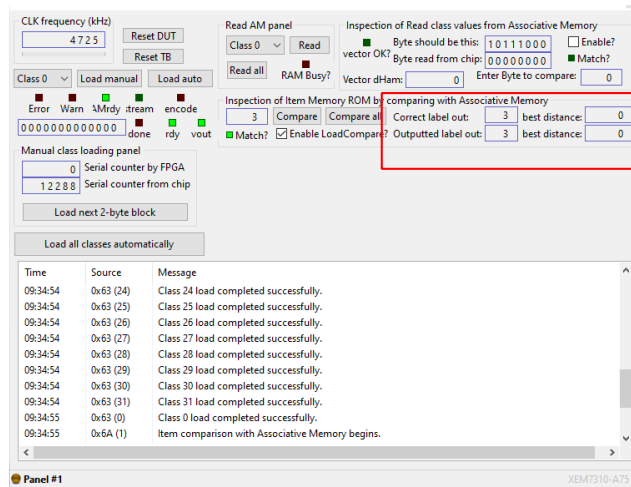 CLK frequency (kHz)
4725
Reset DUT
Reset TB
Class 0
Load manual
Load auto
Error Warn AMrdy :tream encode
0000000000000
done rdy vout
Manual class loading panel
0 Serial counter by FPGA
12288 Serial counter from chip
Load next 2-byte block
Load all classes automatically
Read AM panel
Class 0
Read
Read all
RAM Busy?
Inspection of Read class values from Associative Memory
vector OK?
Byte should be this: 10111000
Enable?
Byte read from chip: 00000000
Match?
Vector dHam: 0
Enter Byte to compare: 0
Inspection of Item Memory ROM by comparing with Associative Memory
3
Compare
Compare all
Match?
Enable LoadCompare?
Correct label out: 3 best distance: 0
Outputted label out: 3 best distance: 0
Time Source Message
09:34:54 0x63 (24) Class 24 load completed successfully.
09:34:54 0x63 (25) Class 25 load completed successfully.
09:34:54 0x63 (26) Class 26 load completed successfully.
09:34:54 0x63 (27) Class 27 load completed successfully.
09:34:54 0x63 (28) Class 28 load completed successfully.
09:34:54 0x63 (29) Class 29 load completed successfully.
09:34:54 0x63 (30) Class 30 load completed successfully.
09:34:54 0x63 (31) Class 31 load completed successfully.
09:34:55 0x63 (0) Class 0 load completed successfully.
09:34:55 0x6A (1) Item comparison with Associative Memory begins.
Panel #1
XEM7310-A75